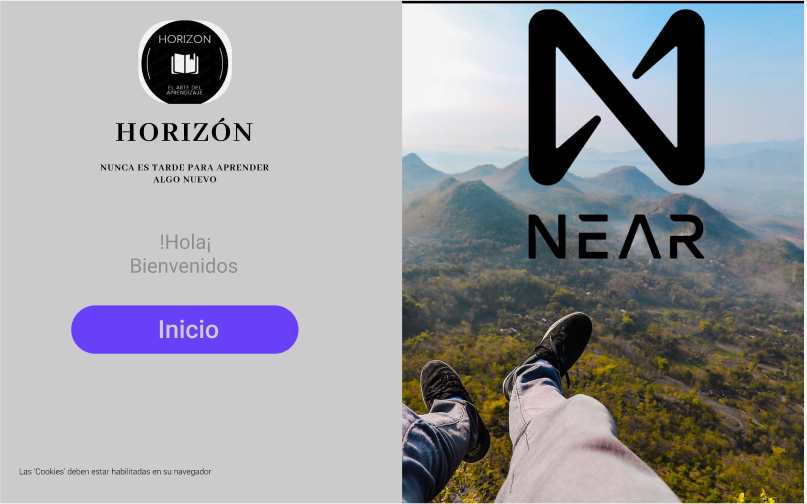 HORIZON
EL ARTE DEL
APRENDIZAJE
HORIZÓN
NUNCA ES TARDE PARA APRENDER
ALGO NUEVO
!Hola¡
Bienvenidos
Inicio
Las 'Cookies' deben estar habilitadas en su navegador
NEAR